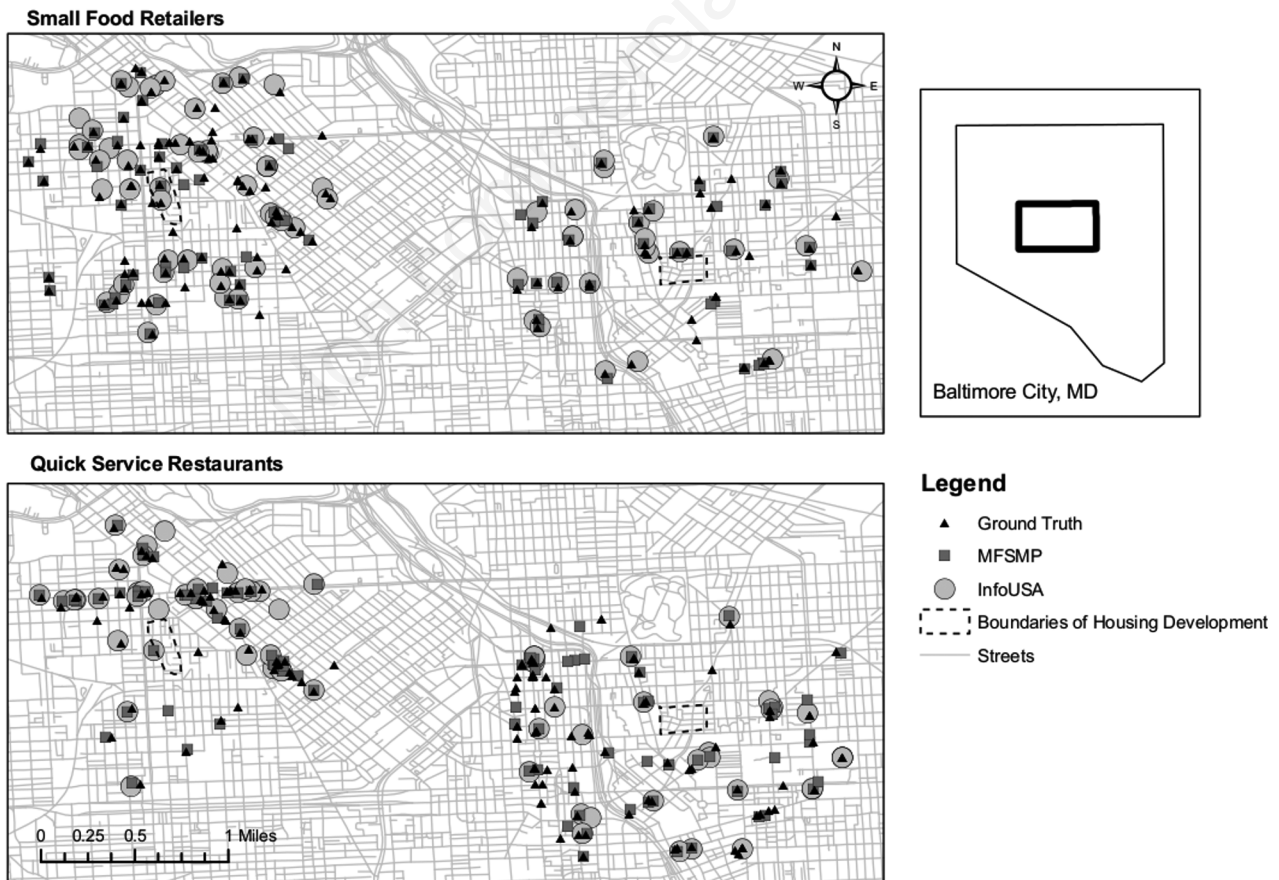 Small Food Retailers
N
W
E
S
Baltimore City, MD
Quick Service Restaurants
Legend
Ground Truth
MFSMP
InfoUSA
Boundaries of Housing Development
Streets
0 0.25 0.5 1 Miles